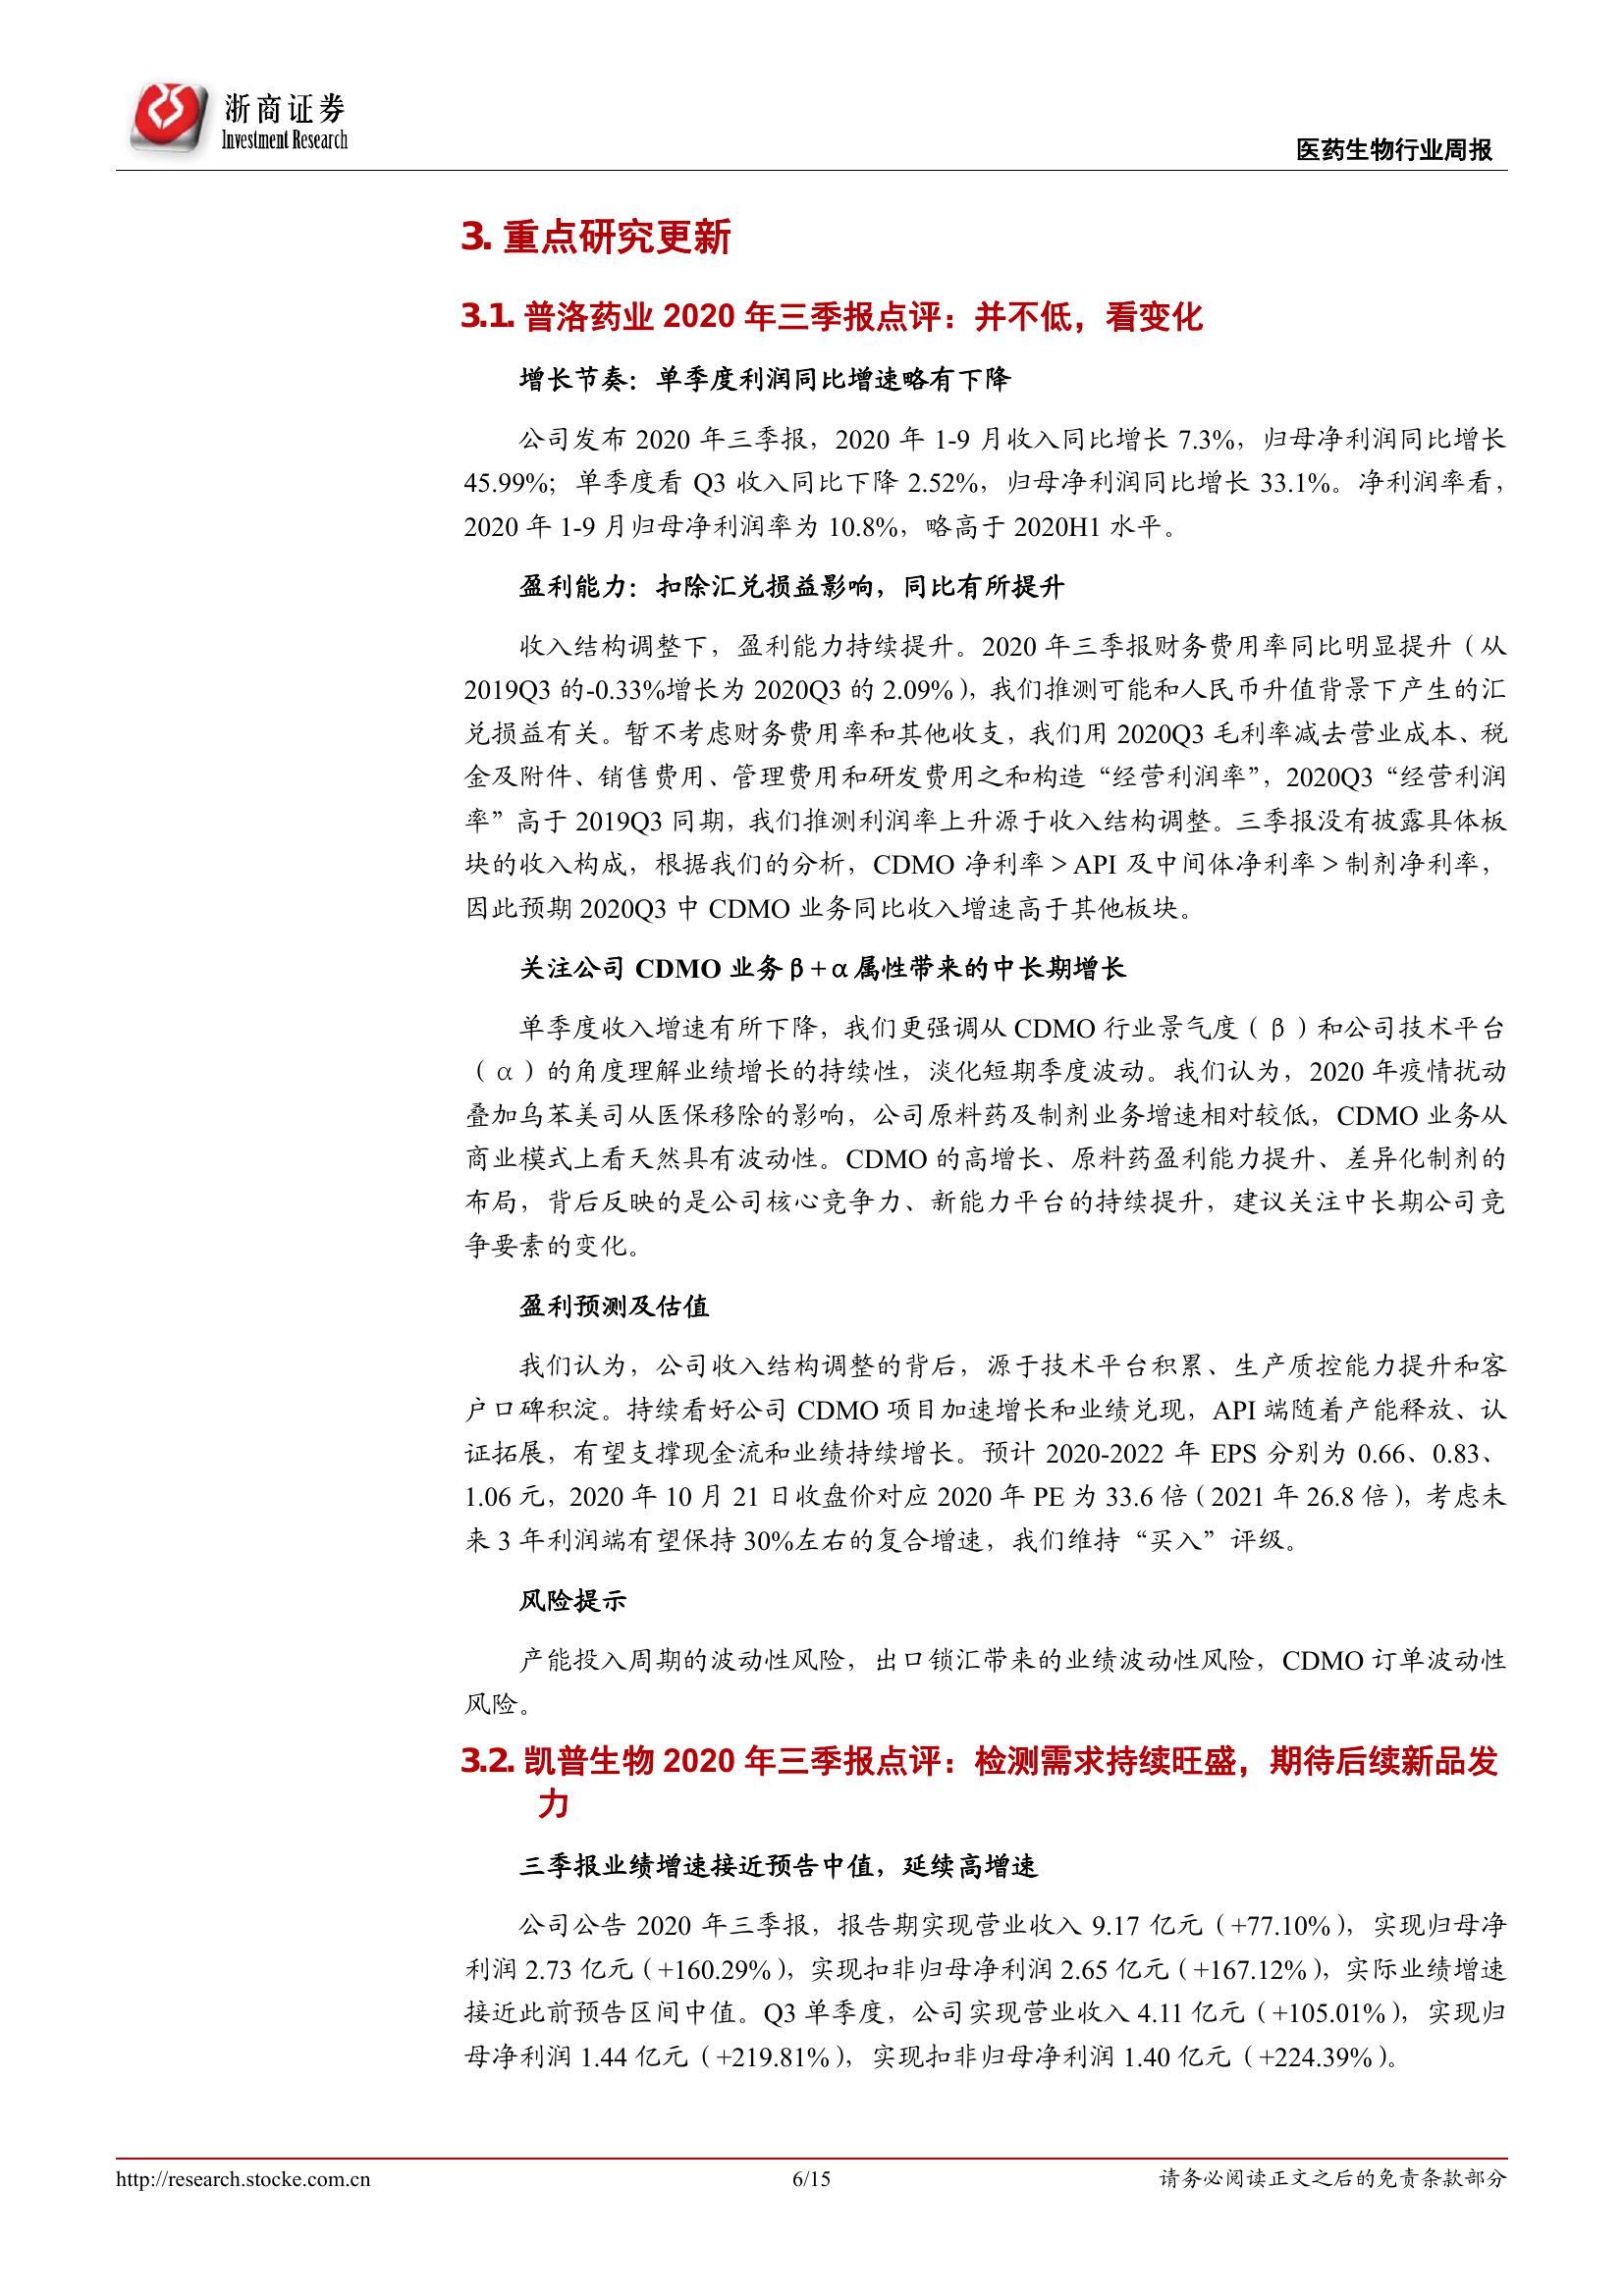 浙商证券
Investment Research
医药生物行业周报
3. 重点研究更新
3.1. 普洛药业 2020 年三季报点评：并不低，看变化
增长节奏：单季度利润同比增速略有下降
公司发布 2020 年三季报，2020 年 1-9 月收入同比增长 7.3%，归母净利润同比增长
45.99%；单季度看 Q3 收入同比下降 2.52%，归母净利润同比增长 33.1%。净利润率看，
2020 年 1-9 月归母净利润率为 10.8%，略高于 2020H1 水平。
盈利能力：扣除汇兑损益影响，同比有所提升
收入结构调整下，盈利能力持续提升。2020 年三季报财务费用率同比明显提升（从
2019Q3 的-0.33%增长为 2020Q3 的 2.09%），我们推测可能和人民币升值背景下产生的汇
兑损益有关。暂不考虑财务费用率和其他收支，我们用 2020Q3 毛利率减去营业成本、税
金及附件、销售费用、管理费用和研发费用之和构造“经营利润率”，2020Q3“经营利润
率”高于 2019Q3 同期，我们推测利润率上升源于收入结构调整。三季报没有披露具体板
块的收入构成，根据我们的分析，CDMO 净利率＞API 及中间体净利率＞制剂净利率，
因此预期 2020Q3 中 CDMO 业务同比收入增速高于其他板块。
关注公司 CDMO 业务β+α属性带来的中长期增长
单季度收入增速有所下降，我们更强调从 CDMO 行业景气度（β）和公司技术平台
（α）的角度理解业绩增长的持续性，淡化短期季度波动。我们认为，2020 年疫情扰动
叠加乌苯美司从医保移除的影响，公司原料药及制剂业务增速相对较低，CDMO 业务从
商业模式上看天然具有波动性。CDMO 的高增长、原料药盈利能力提升、差异化制剂的
布局，背后反映的是公司核心竞争力、新能力平台的持续提升，建议关注中长期公司竞
争要素的变化。
盈利预测及估值
我们认为，公司收入结构调整的背后，源于技术平台积累、生产质控能力提升和客
户口碑积淀。持续看好公司 CDMO 项目加速增长和业绩兑现，API 端随着产能释放、认
证拓展，有望支撑现金流和业绩持续增长。预计 2020-2022 年 EPS 分别为 0.66、0.83、
1.06 元，2020 年 10 月 21 日收盘价对应 2020 年 PE 为 33.6 倍（2021 年 26.8 倍），考虑未
来 3 年利润端有望保持 30%左右的复合增速，我们维持“买入”评级。
风险提示
产能投入周期的波动性风险，出口锁汇带来的业绩波动性风险，CDMO 订单波动性
风险。
3.2. 凯普生物 2020 年三季报点评：检测需求持续旺盛，期待后续新品发
力
三季报业绩增速接近预告中值，延续高增速
公司公告 2020 年三季报，报告期实现营业收入 9.17 亿元（+77.10%），实现归母净
利润 2.73 亿元（+160.29%），实现扣非归母净利润 2.65 亿元（+167.12%），实际业绩增速
接近此前预告区间中值。Q3 单季度，公司实现营业收入 4.11 亿元（+105.01%），实现归
母净利润 1.44 亿元（+219.81%），实现扣非归母净利润 1.40 亿元（+224.39%）。
http://research.stocke.com.cn
6/15
请务必阅读正文之后的免责条款部分